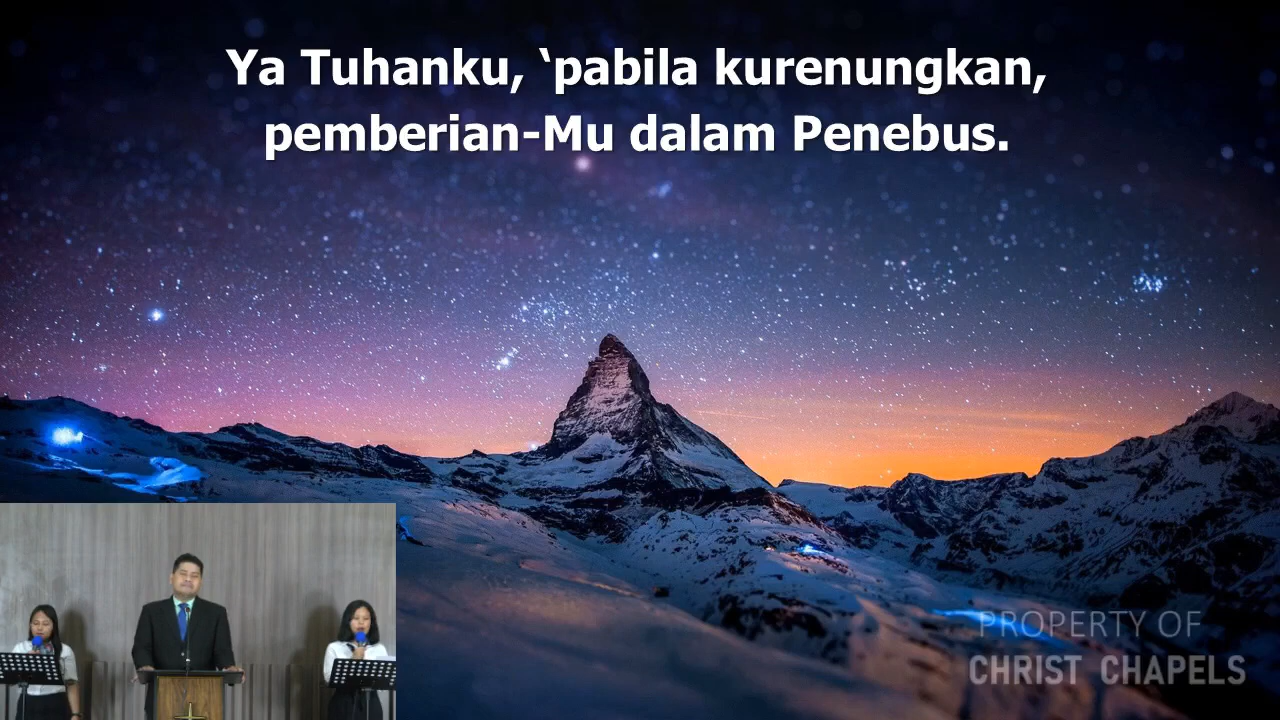 Ya Tuhanku, ‘pabila kurenungkan,
pemberian-Mu dalam Penebus.
PROPERTY OF
CHRIST CHAPELS